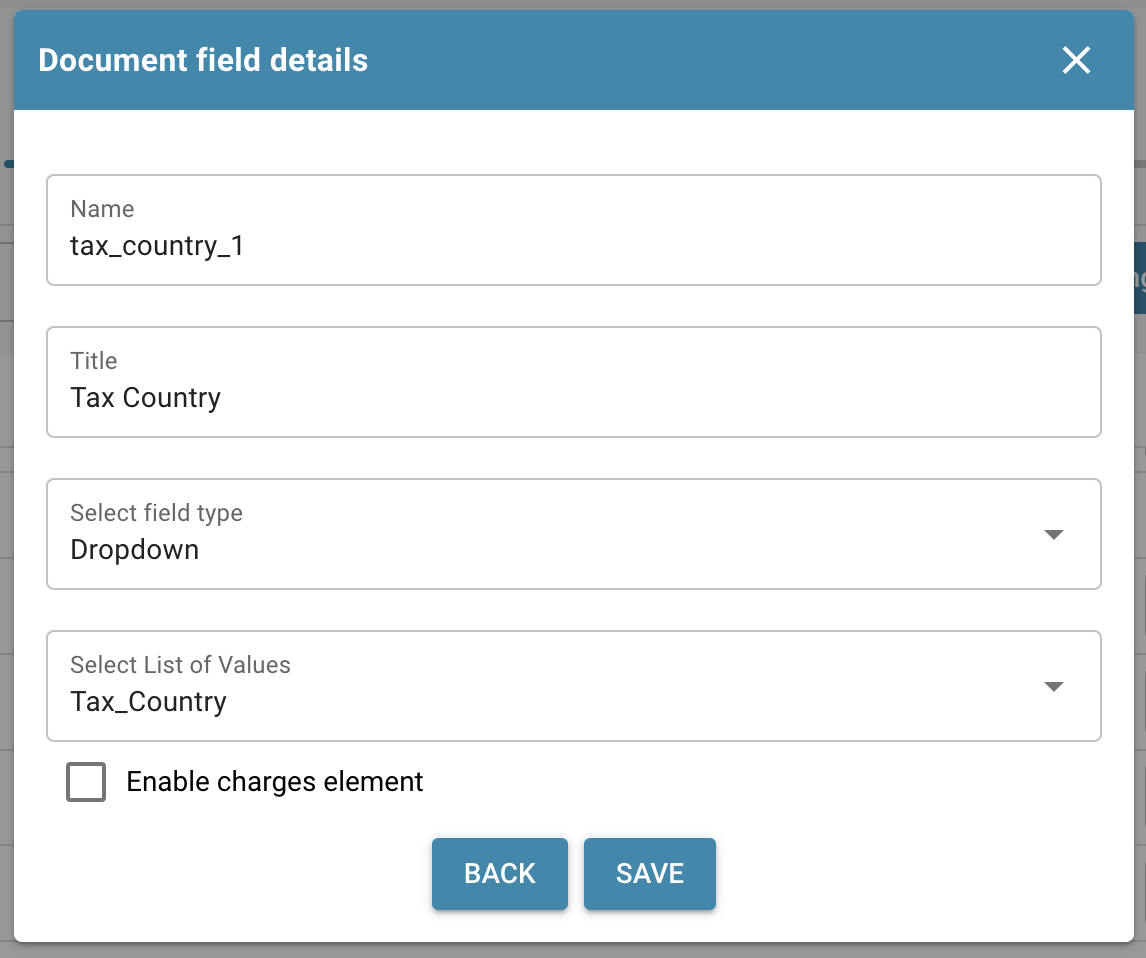 Document field details
Name
tax_country_1
Title
Tax Country
Select field type
Dropdown
Select List of Values
Tax_Country
Enable charges element
BACK SAVE